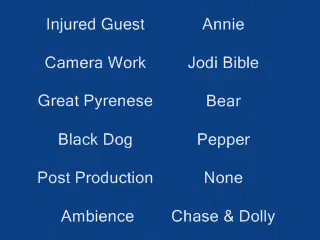 Injured Guest Annie
Camera Work Jodi Bible
Great Pyrenese Bear
Black Dog Pepper
Post Production None
Ambience Chase & Dolly